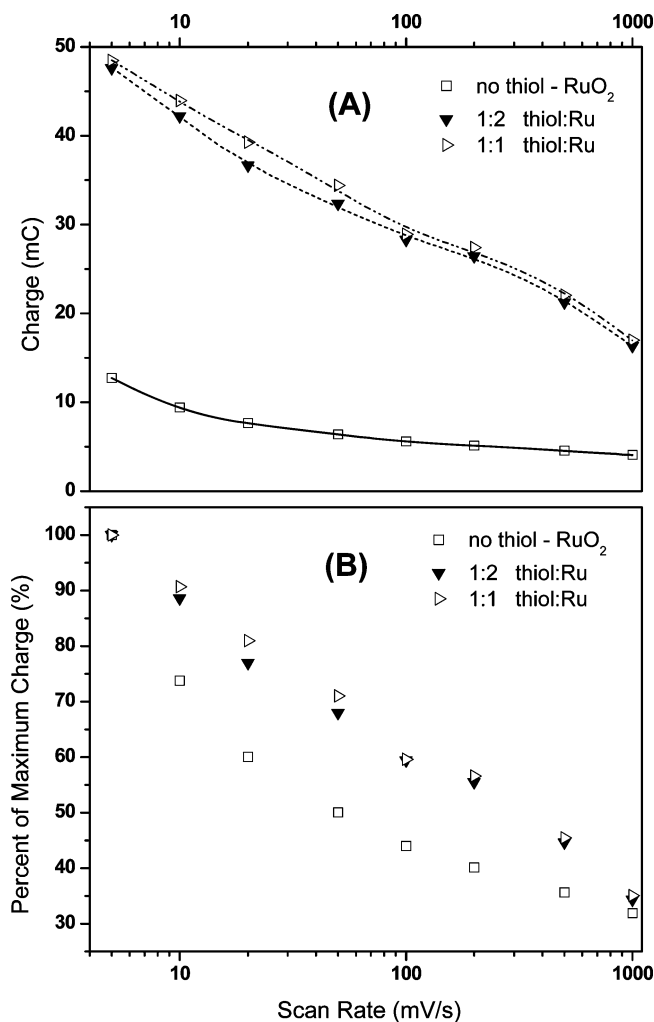 10 100 1000
50
40
30
20
10
0
Charge (mC)
(A)
no thiol - RuO₂
1:2 thiol:Ru
1:1 thiol:Ru
100
90
80
70
60
50
40
30
Percent of Maximum Charge (%)
(B)
no thiol - RuO₂
1:2 thiol:Ru
1:1 thiol:Ru
10 100 1000
Scan Rate (mV/s)